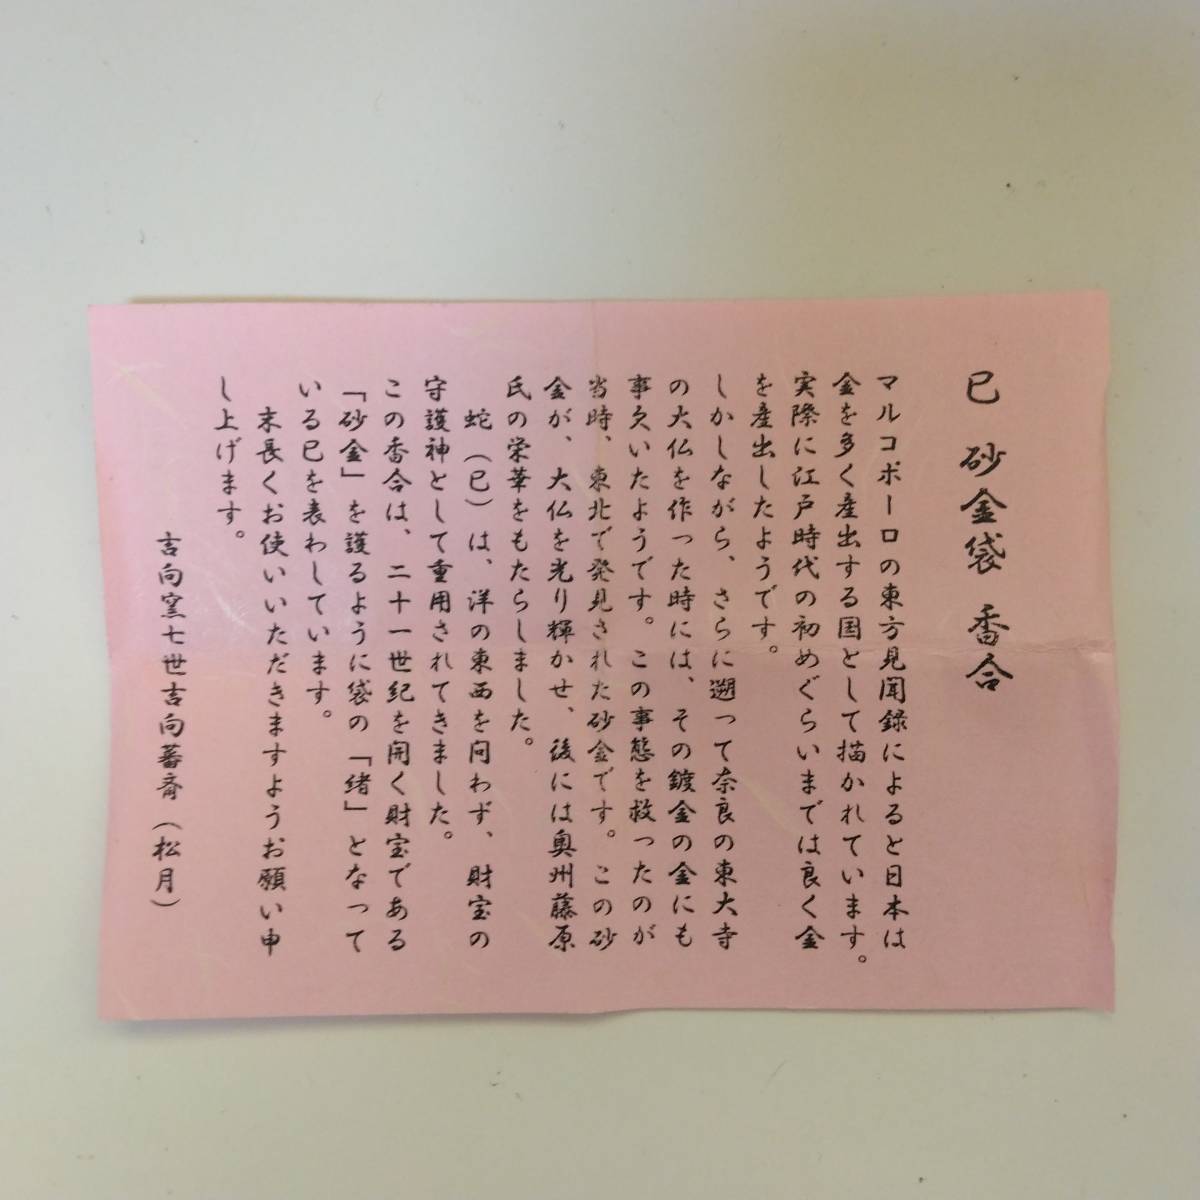 巳　砂金袋　香合
マルコポーロの東方見聞録によると日本は
金を多く産出する国として描かれています。
実際に江戸時代の初めぐらいまでは良く金
を産出したようです。
しかしながら、さらに遡って奈良の東大寺
の大仏を作った時には、その鍍金の金にも
事欠いたようです。この事態を救ったのが
当時、東北で発見された砂金です。この砂
金が、大仏を光り輝かせ、後には奥州藤原
氏の栄華をもたらしました。
蛇（巳）は、洋の東西を問わず、財宝の
守護神として重用されてきました。
この香合は、二十一世紀を開く財宝である
「砂金」を護るように袋の「緒」となって
いる巳を表わしています。
末長くお使いいただきますようお願い申
し上げます。
吉向窯七世吉向蕃斎（松月）